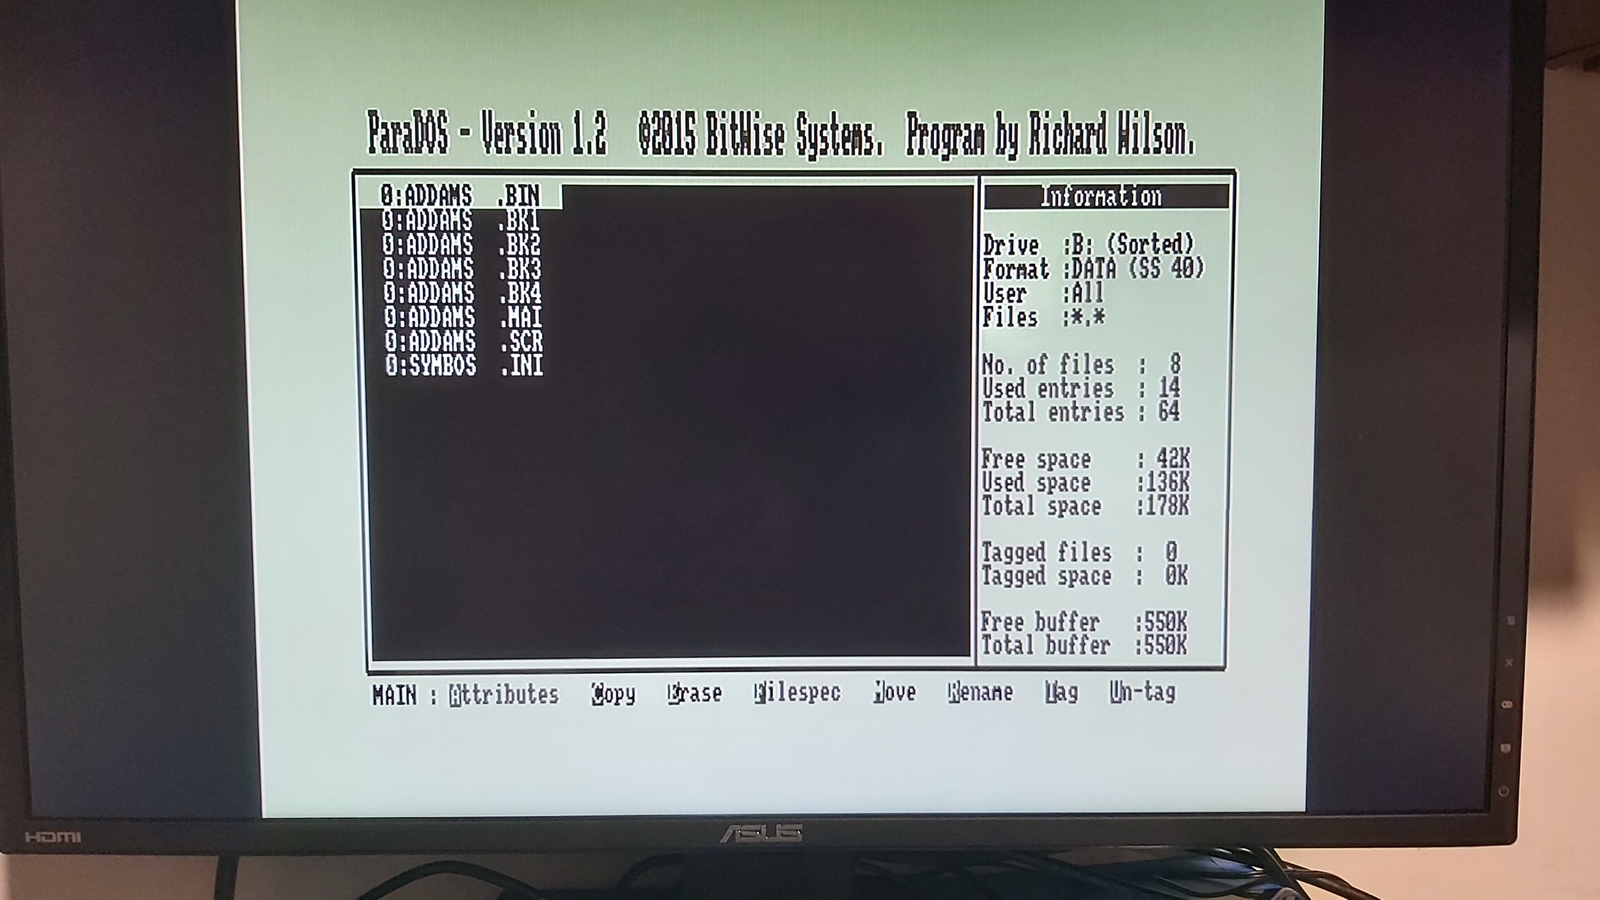 ParaDOS - Version 1.2 ©2015 BitWise Systems. Program by Richard Wilson.
0:ADDAMS .BIN
0:ADDAMS .BK1
0:ADDAMS .BK2
0:ADDAMS .BK3
0:ADDAMS .BK4
0:ADDAMS .MAI
0:ADDAMS .SCR
0:SYMBOS .INI
Information
Drive :B: (Sorted)
Format :DATA (SS 40)
User :All
Files :*.*
No. of files : 8
Used entries : 14
Total entries : 64
Free space : 42K
Used space :136K
Total space :178K
Tagged files : 0
Tagged space : 0K
Free buffer :550K
Total buffer :550K
MAIN : Attributes Copy Erase Filespec Move Rename Tag Un-tag
HDMI
ASUS